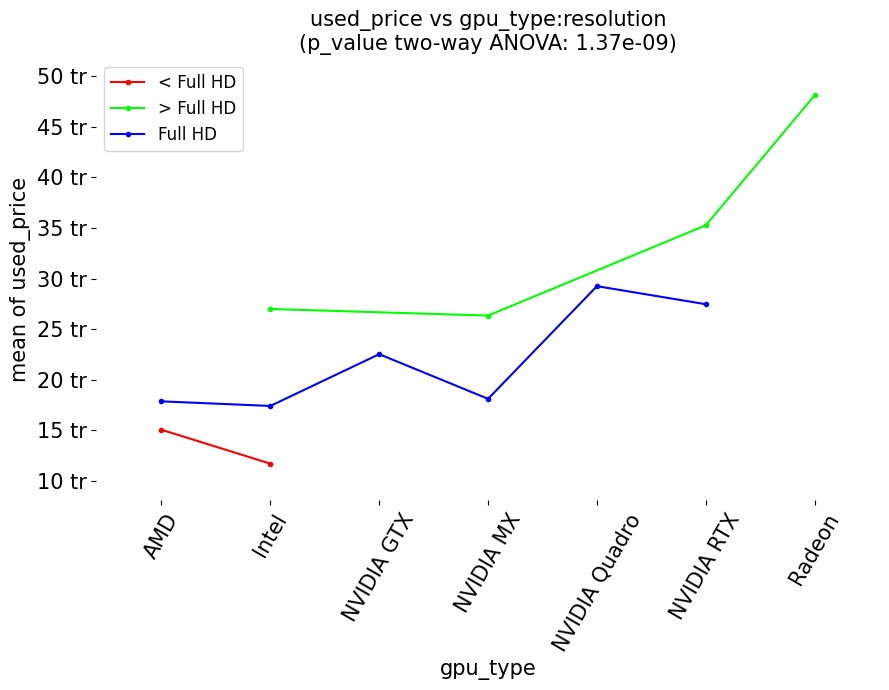 used_price vs gpu_type:resolution
(p_value two-way ANOVA: 1.37e-09)
< Full HD
> Full HD
Full HD
50 tr
45 tr
40 tr
35 tr
30 tr
25 tr
20 tr
15 tr
10 tr
mean of used_price
AMD
Intel
NVIDIA GTX
NVIDIA MX
NVIDIA Quadro
NVIDIA RTX
Radeon
gpu_type